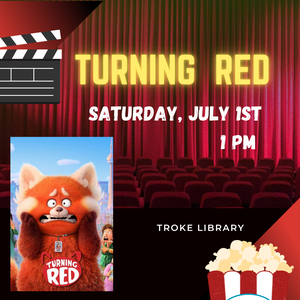 TURNING RED
SATURDAY, JULY 1ST
1 PM
TURNING
RED
TROKE LIBRARY